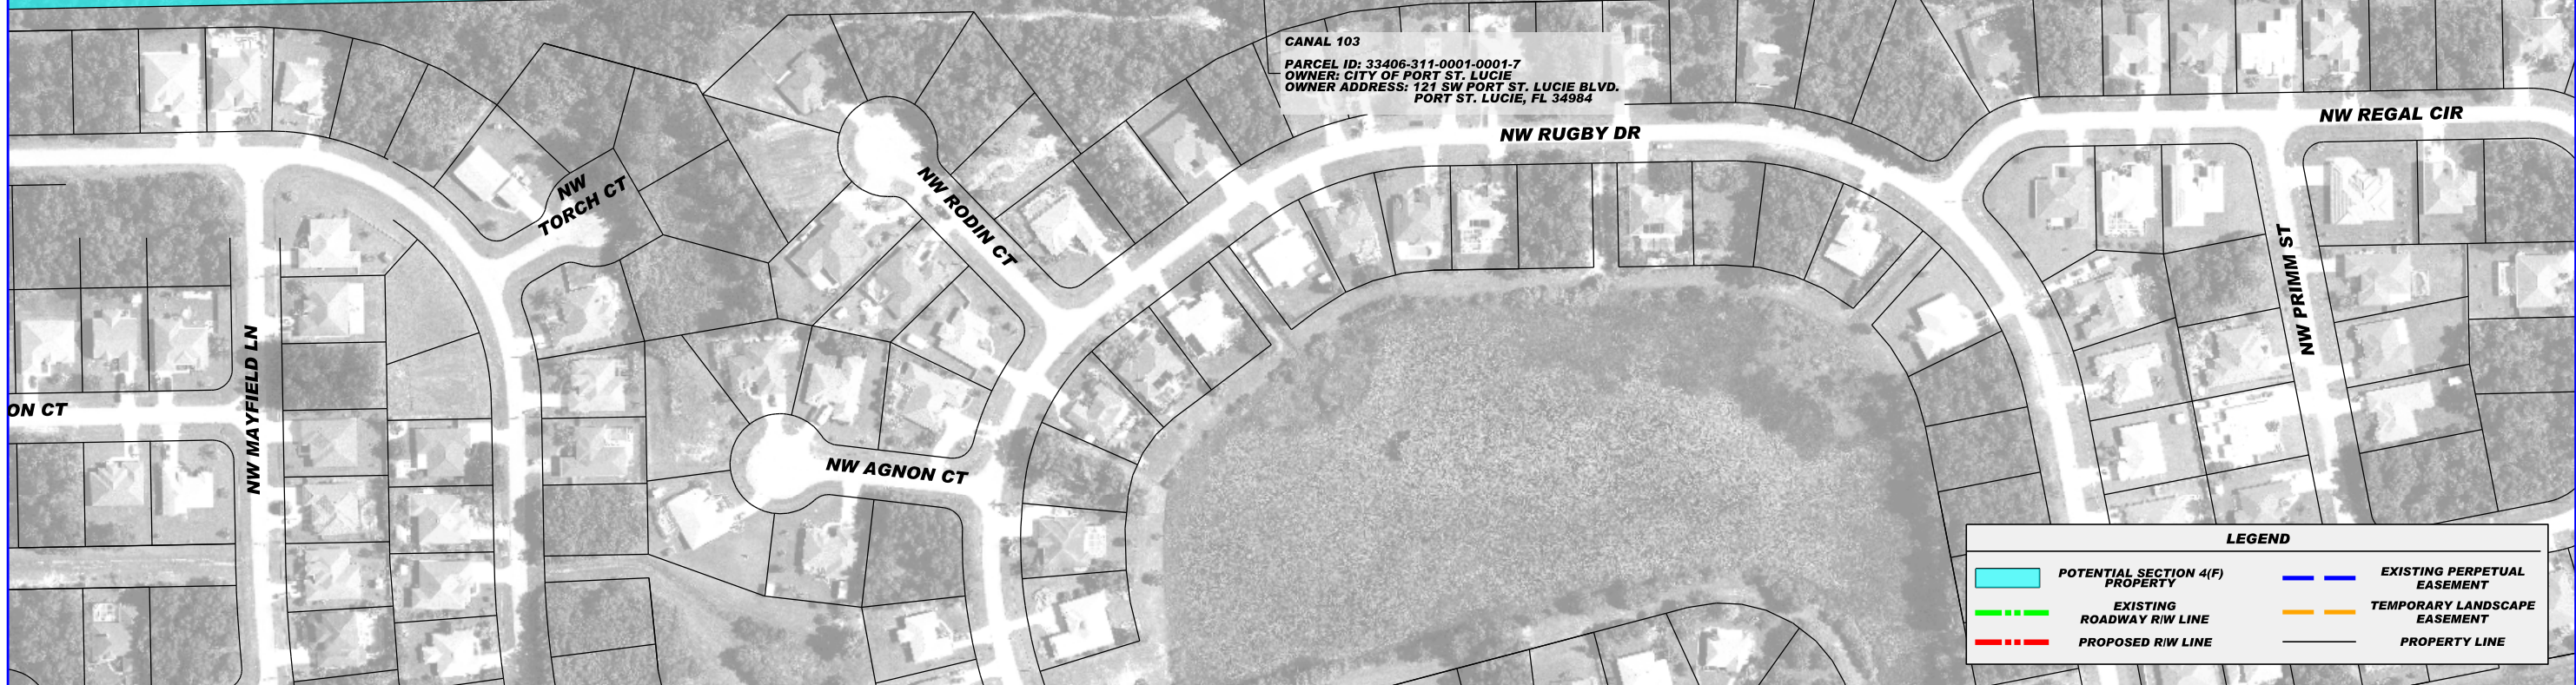 CANAL 103
PARCEL ID: 33406-311-0001-0001-7
OWNER: CITY OF PORT ST. LUCIE
OWNER ADDRESS: 121 SW PORT ST. LUCIE BLVD.
PORT ST. LUCIE, FL 34984
NW REGAL CIR
NW RUGBY DR
NW
TORCH CT
NW RODIN CT
NW PRIMM ST
NW MAYFIELD LN
ON CT
NW AGNON CT
LEGEND
POTENTIAL SECTION 4(F)
PROPERTY
EXISTING
ROADWAY R/W LINE
PROPOSED R/W LINE
EXISTING PERPETUAL
EASEMENT
TEMPORARY LANDSCAPE
EASEMENT
PROPERTY LINE